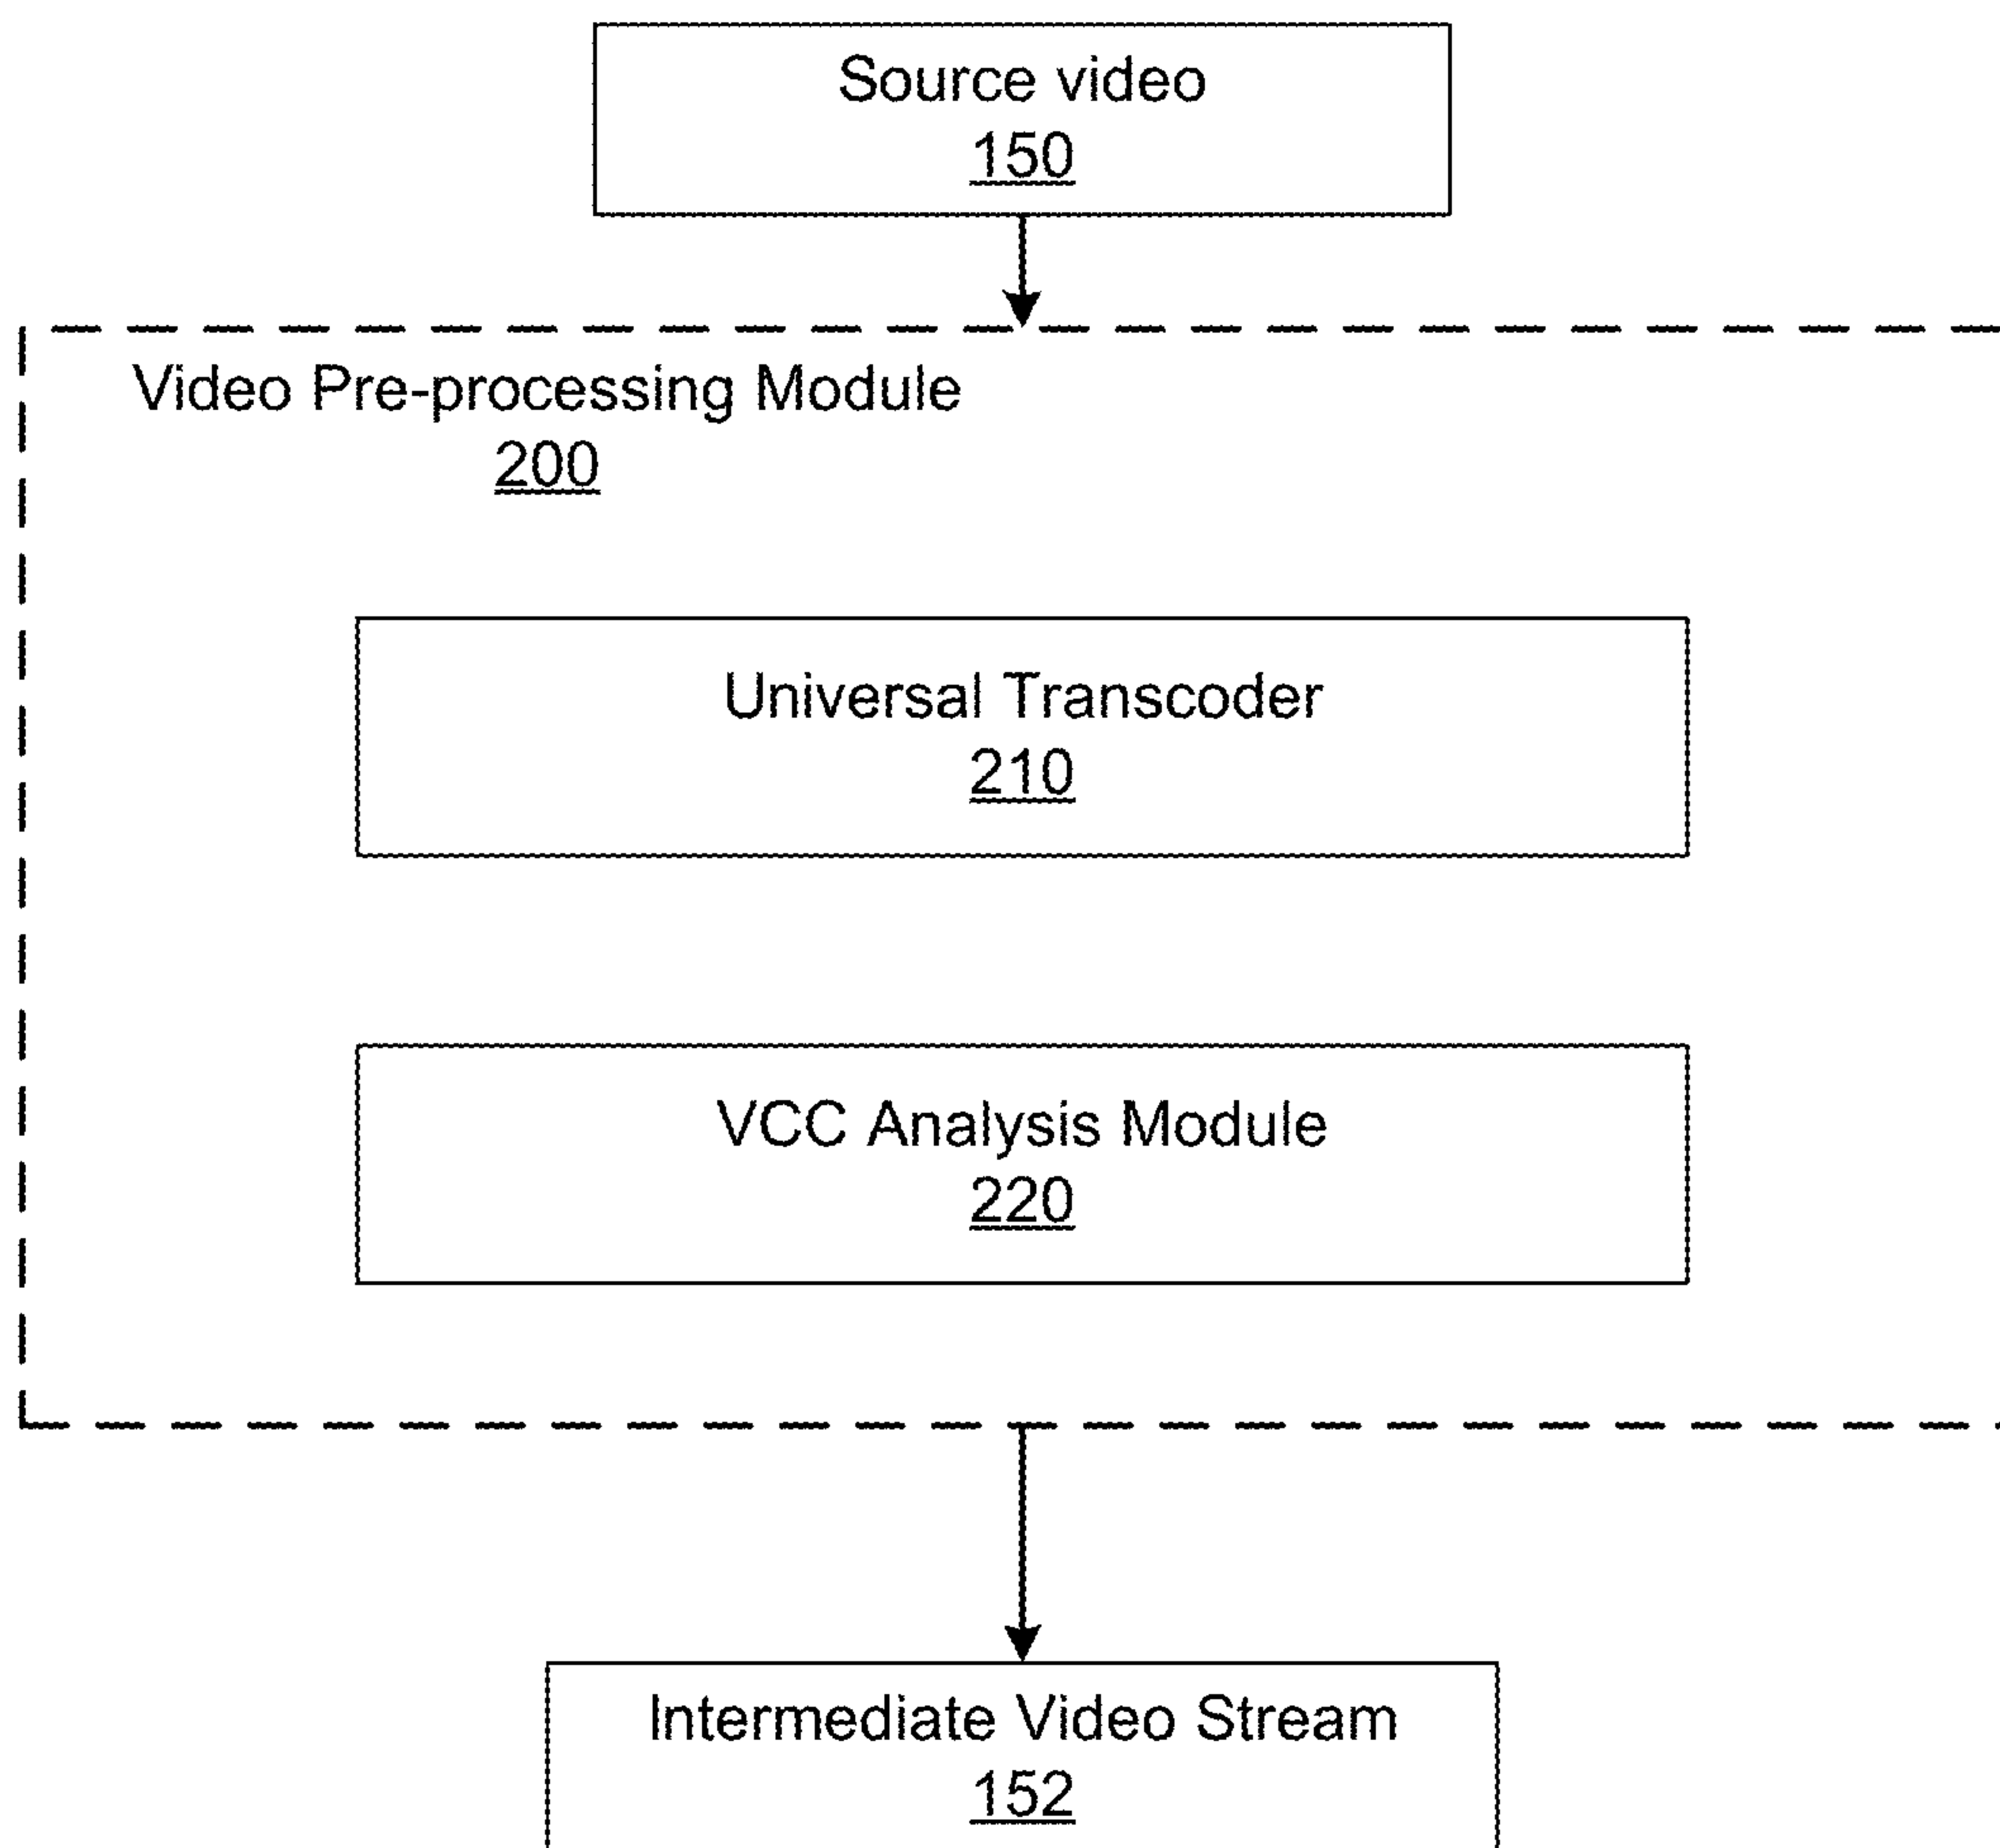 Source video
150
Video Pre-processing Module
200
Universal Transcoder
210
VCC Analysis Module
220
Intermediate Video Stream
152